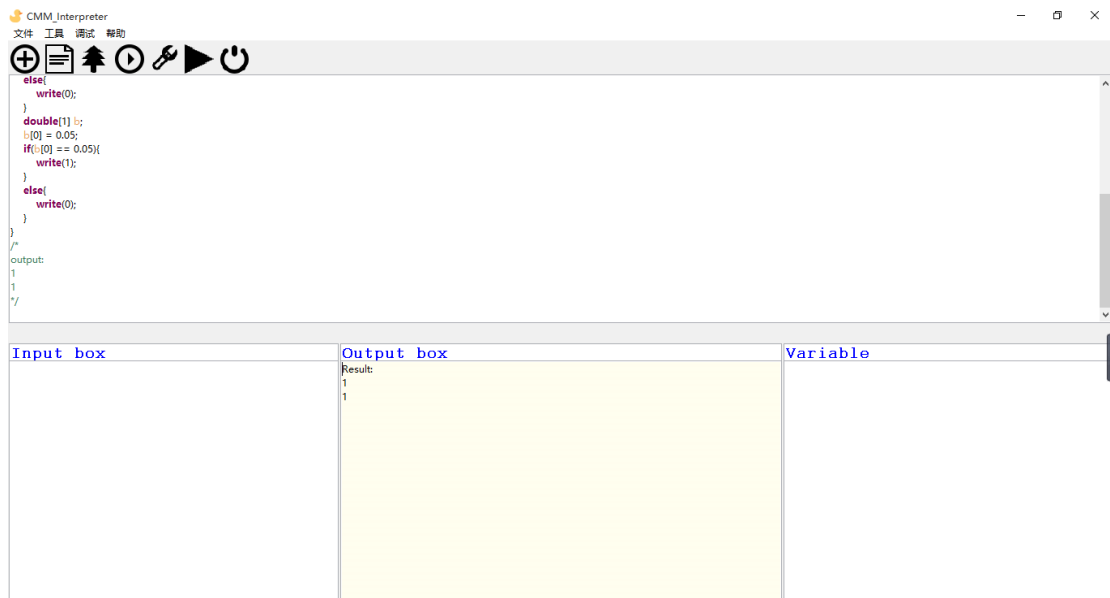 CMM_Interpreter
文件 工具 调试 帮助
else{
write(0);
}
double[1] b;
b[0] = 0.05;
if(b[0] == 0.05){
write(1);
}
else{
write(0);
}
}
/*
output:
1
1
*/
Input box
Output box
Variable
Result:
1
1